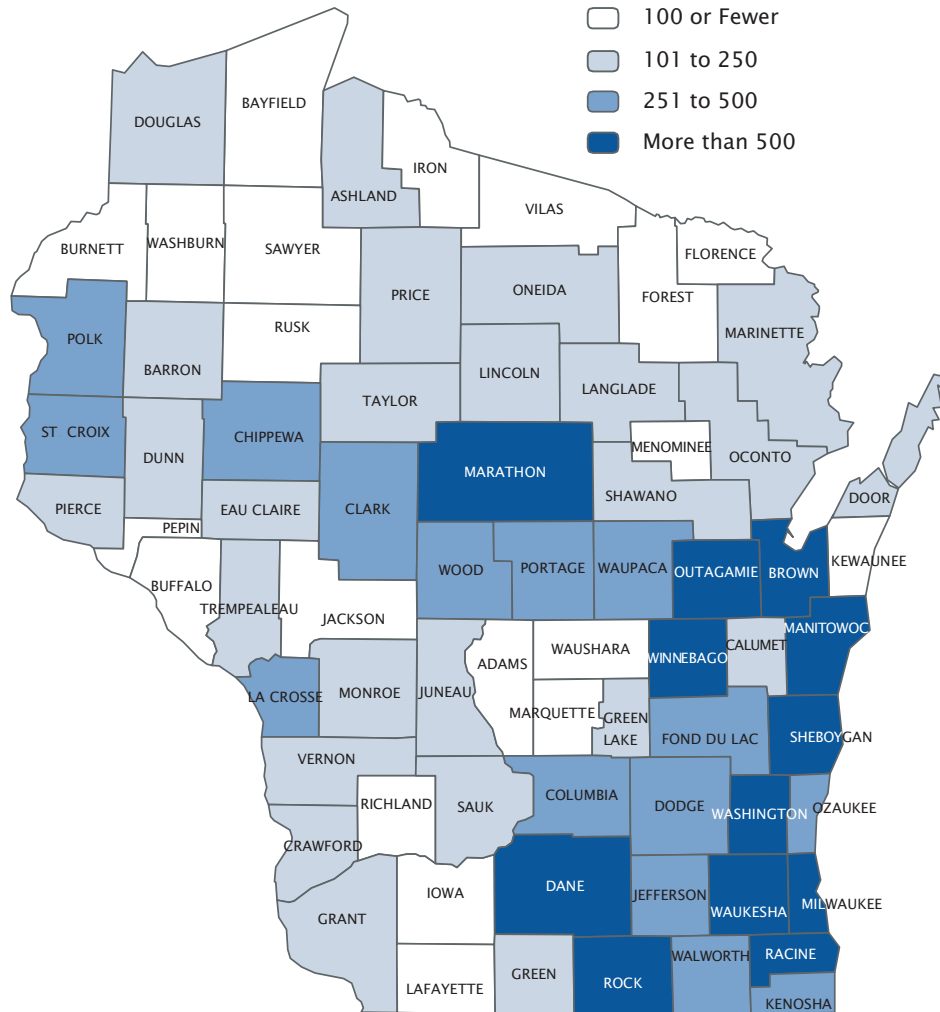 100 or Fewer
101 to 250
251 to 500
More than 500
BAYFIELD
DOUGLAS
IRON
ASHLAND
VILAS
BURNETT
WASHBURN
SAWYER
FLORENCE
PRICE
ONEIDA
FOREST
RUSK
POLK
MARINETTE
BARRON
LINCOLN
LANGLADE
TAYLOR
ST. CROIX
CHIPPEWA
MENOMINEE
DUNN
OCONTO
MARATHON
SHAWANO
DOOR
PIERCE
EAU CLAIRE
CLARK
PEPIN
WOOD
PORTAGE
WAUPACA
OUTAGAMIE
BROWN
KEWAUNEE
BUFFALO
TREMPEALEAU
JACKSON
MANITOWOC
WAUSHARA
CALUMET
WINNEBAGO
ADAMS
LA CROSSE
MONROE
JUNEAU
MARQUETTE
GREEN
LAKE
FOND DU LAC
SHEBOYGAN
VERNON
COLUMBIA
RICHLAND
SAUK
DODGE
WASHINGTON
OZAUKEE
CRAWFORD
DANE
IOWA
JEFFERSON
MILWAUKEE
WAUKESHA
GRANT
WALWORTH
RACINE
GREEN
ROCK
LAFAYETTE
KENOSHA